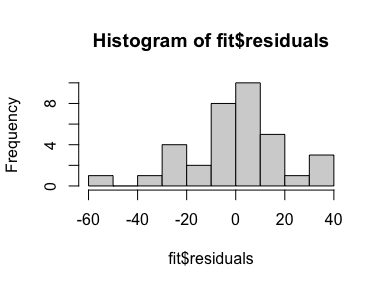 Histogram of fit$residuals
Frequency
8
4
0
-60 -40 -20 0 20 40
fit$residuals